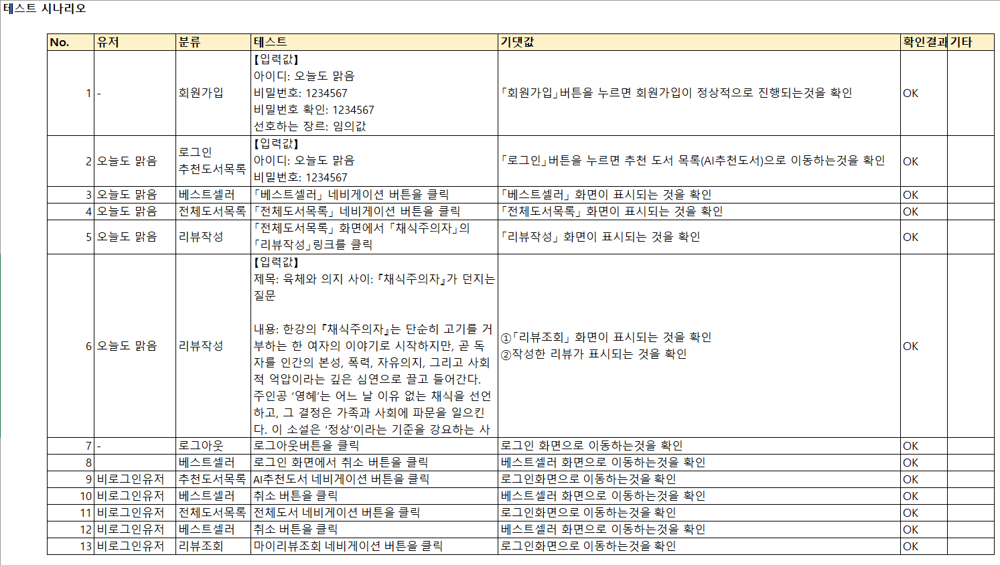 테스트 시나리오
No. 유저 분류 테스트 기댓값 확인결과 기타
1 - 회원가입
【입력값】
아이디: 오늘도 맑음
비밀번호: 1234567
비밀번호 확인: 1234567
선호하는 장르: 임의값
「회원가입」버튼을 누르면 회원가입이 정상적으로 진행되는것을 확인 OK
2 오늘도 맑음
로그인
추천도서목록
【입력값】
아이디: 오늘도 맑음
비밀번호: 1234567
「로그인」버튼을 누르면 추천 도서 목록(AI추천도서)으로 이동하는것을 확인 OK
3 오늘도 맑음 베스트셀러 「베스트셀러」 네비게이션 버튼을 클릭 「베스트셀러」 화면이 표시되는 것을 확인 OK
4 오늘도 맑음 전체도서목록 「전체도서목록」 네비게이션 버튼을 클릭 「전체도서목록」 화면이 표시되는 것을 확인 OK
5 오늘도 맑음 리뷰작성
「전체도서목록」 화면에서 「채식주의자」의
「리뷰작성」링크를 클릭
「리뷰작성」 화면이 표시되는 것을 확인 OK
6 오늘도 맑음 리뷰작성
【입력값】
제목: 육체와 의지 사이: 『채식주의자』가 던지는
질문
내용: 한강의 『채식주의자』는 단순히 고기를 거
부하는 한 여자의 이야기로 시작하지만, 곧 독
자를 인간의 본성, 폭력, 자유의지, 그리고 사회
적 억압이라는 깊은 심연으로 끌고 들어간다.
주인공 ‘영혜’는 어느 날 이유 없는 채식을 선언
하고, 그 결정은 가족과 사회에 파문을 일으킨
다. 이 소설은 ‘정상’이라는 기준을 강요하는 사
①「리뷰조회」 화면이 표시되는 것을 확인
②작성한 리뷰가 표시되는 것을 확인
OK
7 - 로그아웃 로그아웃버튼을 클릭 로그인 화면으로 이동하는것을 확인 OK
8 베스트셀러 로그인 화면에서 취소 버튼을 클릭 베스트셀러 화면으로 이동하는것을 확인 OK
9 비로그인유저 추천도서목록 AI추천도서 네비게이션 버튼을 클릭 로그인화면으로 이동하는것을 확인 OK
10 비로그인유저 베스트셀러 취소 버튼을 클릭 베스트셀러 화면으로 이동하는것을 확인 OK
11 비로그인유저 전체도서목록 전체도서 네비게이션 버튼을 클릭 로그인화면으로 이동하는것을 확인 OK
12 비로그인유저 베스트셀러 취소 버튼을 클릭 베스트셀러 화면으로 이동하는것을 확인 OK
13 비로그인유저 리뷰조회 마이리뷰조회 네비게이션 버튼을 클릭 로그인화면으로 이동하는것을 확인 OK